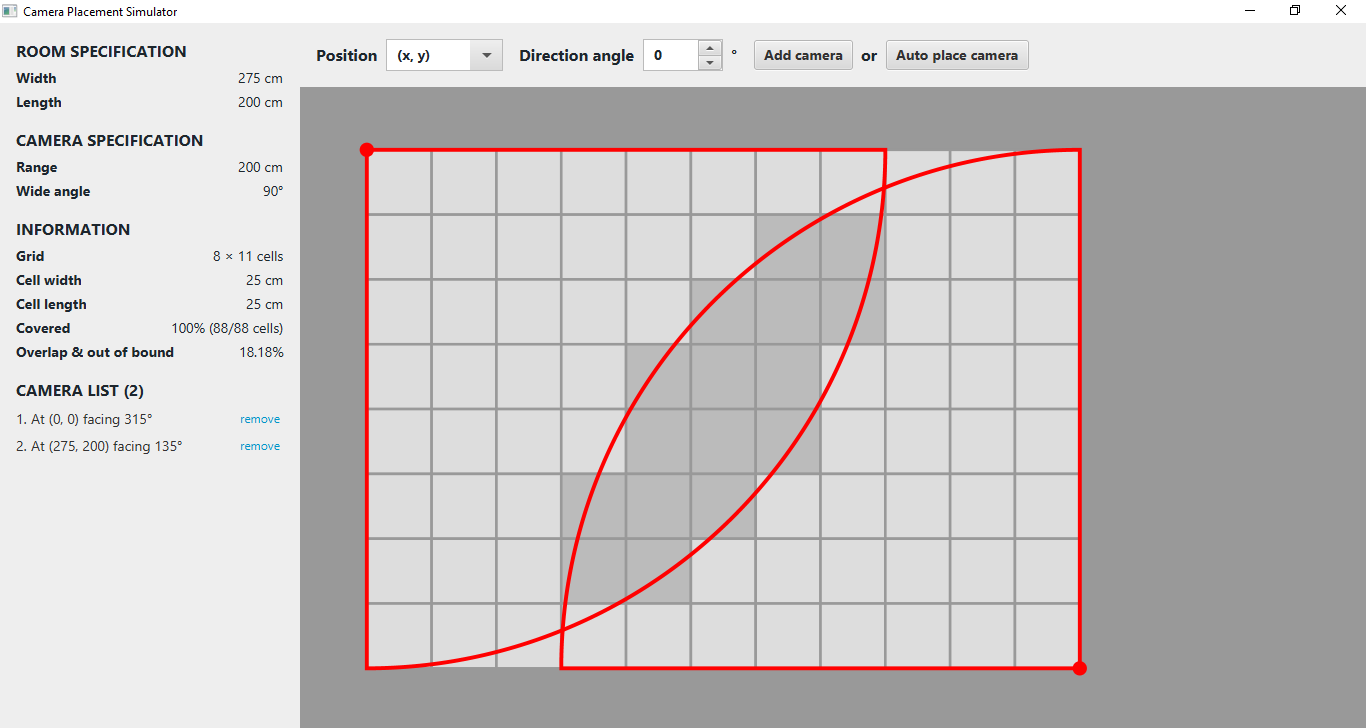 Camera Placement Simulator
ROOM SPECIFICATION
Width 275 cm
Length 200 cm
CAMERA SPECIFICATION
Range 200 cm
Wide angle 90°
INFORMATION
Grid 8 × 11 cells
Cell width 25 cm
Cell length 25 cm
Covered 100% (88/88 cells)
Overlap & out of bound 18.18%
CAMERA LIST (2)
1. At (0, 0) facing 315° remove
2. At (275, 200) facing 135° remove
Position (x, y) Direction angle 0 ° Add camera or Auto place camera